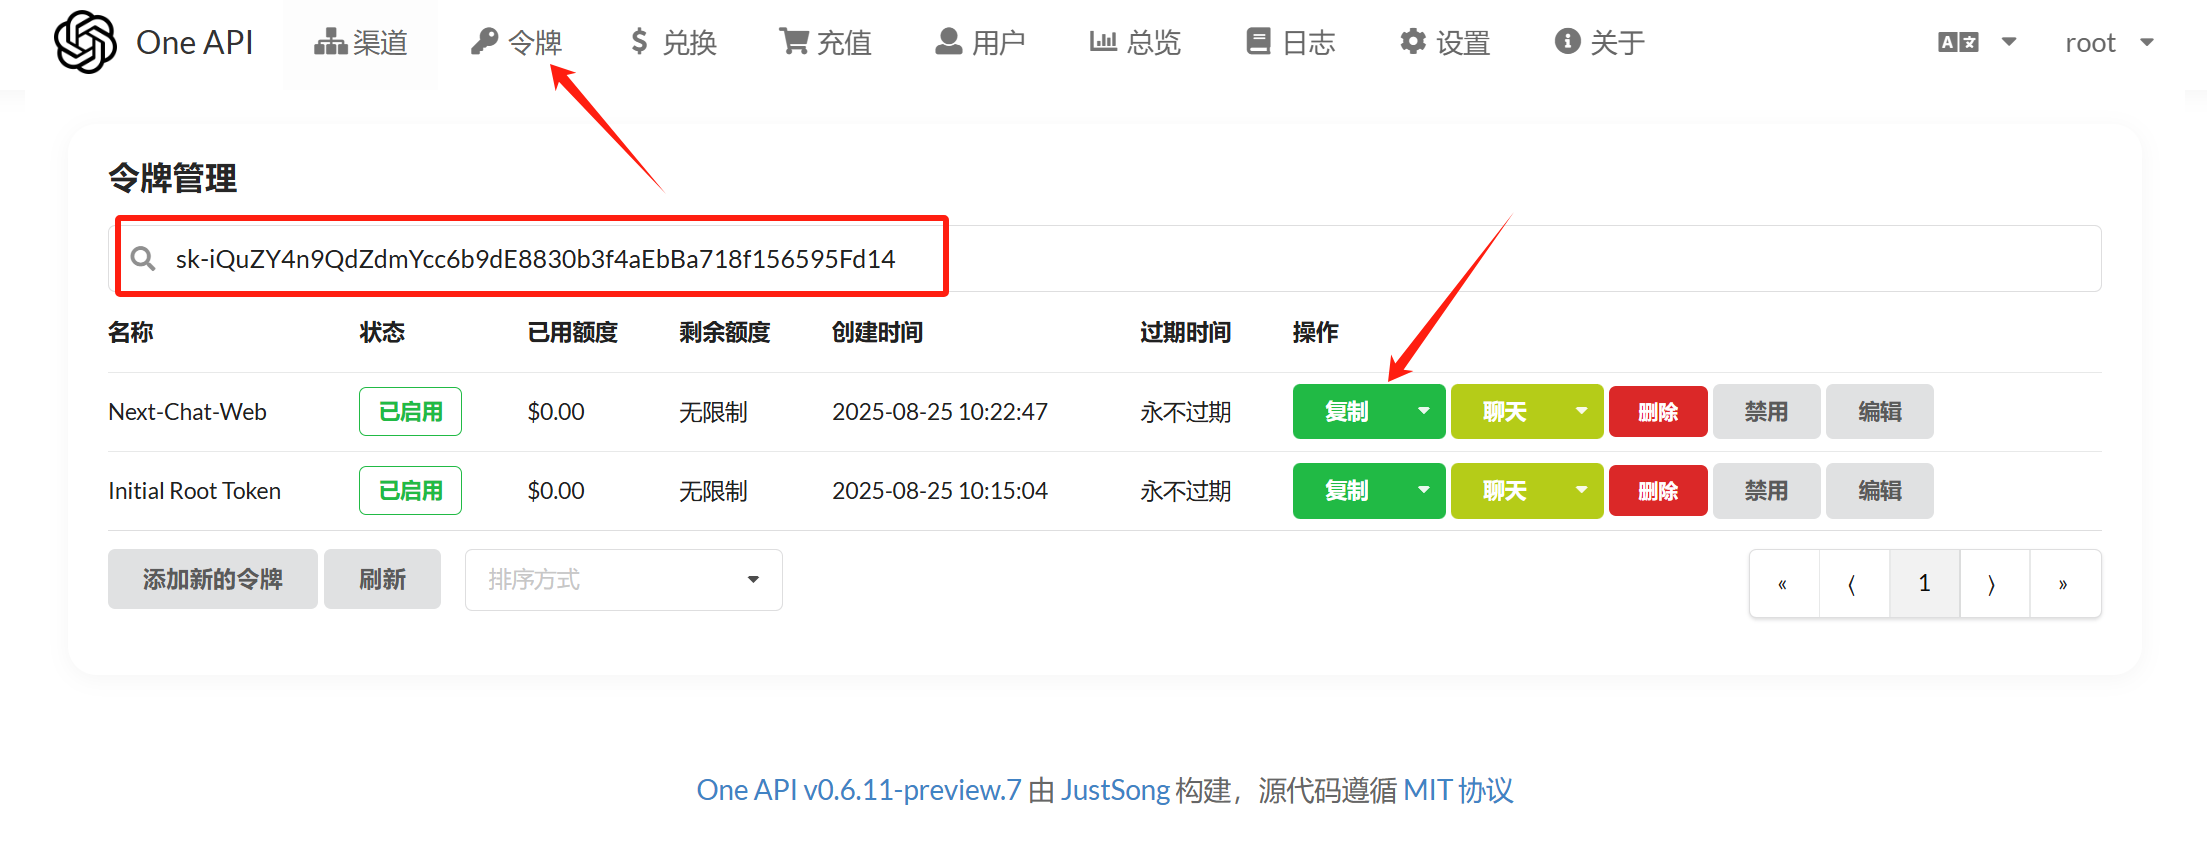 One API 渠道 令牌 兑换 充值 用户 总览 日志 设置 关于 root
令牌管理
sk-iQuZY4n9QdZdmYcc6b9dE8830b3f4aEbBa718f156595Fd14
名称 状态 已用额度 剩余额度 创建时间 过期时间 操作
Next-Chat-Web 已启用 $0.00 无限制 2025-08-25 10:22:47 永不过期 复制 聊天 删除 禁用 编辑
Initial Root Token 已启用 $0.00 无限制 2025-08-25 10:15:04 永不过期 复制 聊天 删除 禁用 编辑
添加新的令牌 刷新 排序方式 « ⟨ 1 ⟩ »
One API v0.6.11-preview.7 由 JustSong 构建，源代码遵循 MIT 协议